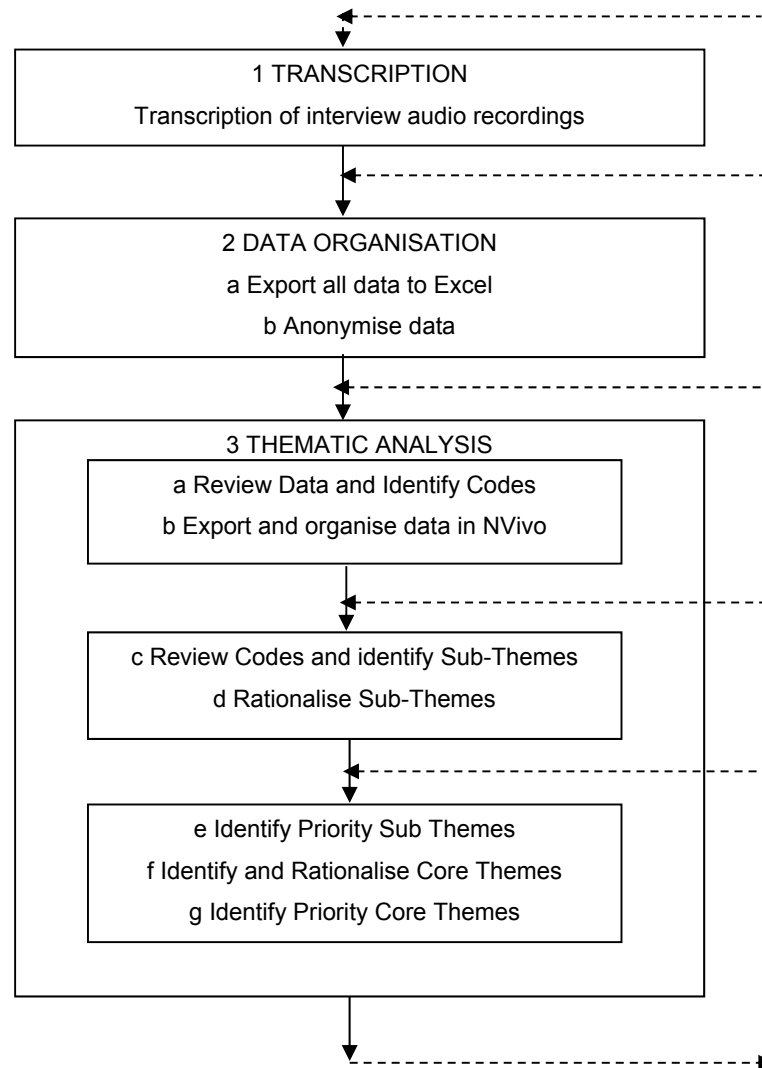 1 TRANSCRIPTION
Transcription of interview audio recordings
2 DATA ORGANISATION
a Export all data to Excel
b Anonymise data
3 THEMATIC ANALYSIS
a Review Data and Identify Codes
b Export and organise data in NVivo
c Review Codes and identify Sub-Themes
d Rationalise Sub-Themes
e Identify Priority Sub Themes
f Identify and Rationalise Core Themes
g Identify Priority Core Themes